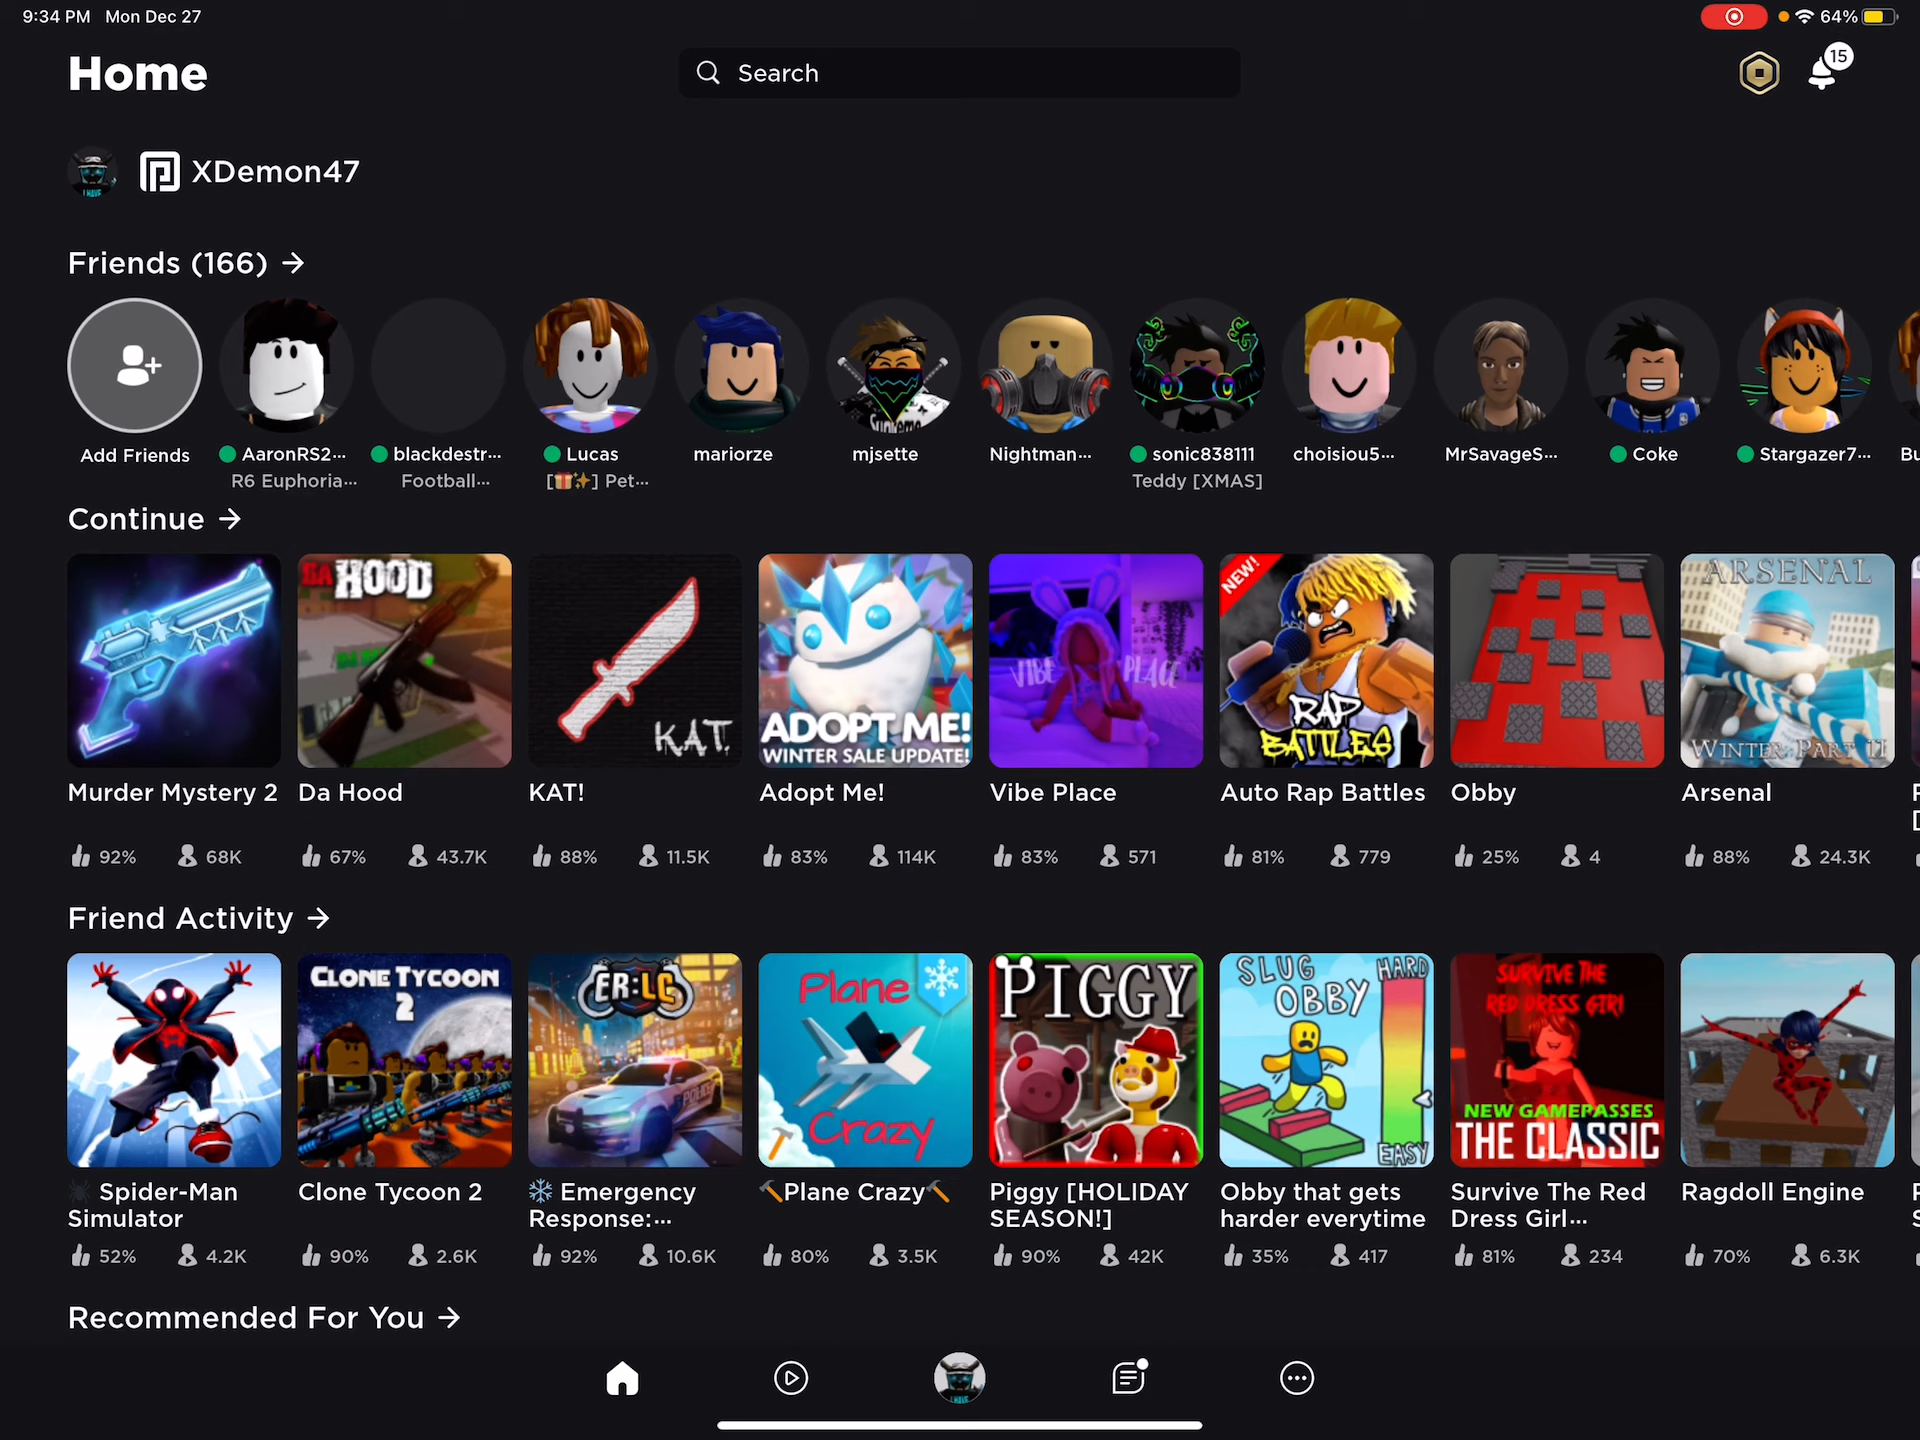 9:34 PM Mon Dec 27
64%
Home
Search
15
XDemon47
Friends (166)
Add Friends
AaronRS2...
blackdestr...
Lucas
mariorze
mjsette
Nightman...
sonic838111
choisiou5...
MrSavageS...
Coke
Stargazer7...
Bu
R6 Euphoria...
Football...
[🎁✨] Pet...
Teddy [XMAS]
Continue
DA HOOD
KAT.
ADOPT ME!
WINTER SALE UPDATE!
VIBE PLACE
NEW!
RAP
BATTLES
ARSENAL
WINTER PART II
Murder Mystery 2
Da Hood
KAT!
Adopt Me!
Vibe Place
Auto Rap Battles
Obby
Arsenal
92% 68K
67% 43.7K
88% 11.5K
83% 114K
83% 571
81% 779
25% 4
88% 24.3K
Friend Activity
CLONE TYCOON
2
ER:LC
POLICE
Plane
Crazy
PIGGY
SLUG
OBBY
HARD
EASY
SURVIVE THE
RED DRESS GIRL
NEW GAMEPASSES
THE CLASSIC
🕷️ Spider-Man
Simulator
Clone Tycoon 2
❄️ Emergency
Response:...
🔨Plane Crazy🔨
Piggy [HOLIDAY
SEASON!]
Obby that gets
harder everytime
Survive The Red
Dress Girl...
Ragdoll Engine
52% 4.2K
90% 2.6K
92% 10.6K
80% 3.5K
90% 42K
35% 417
81% 234
70% 6.3K
Recommended For You